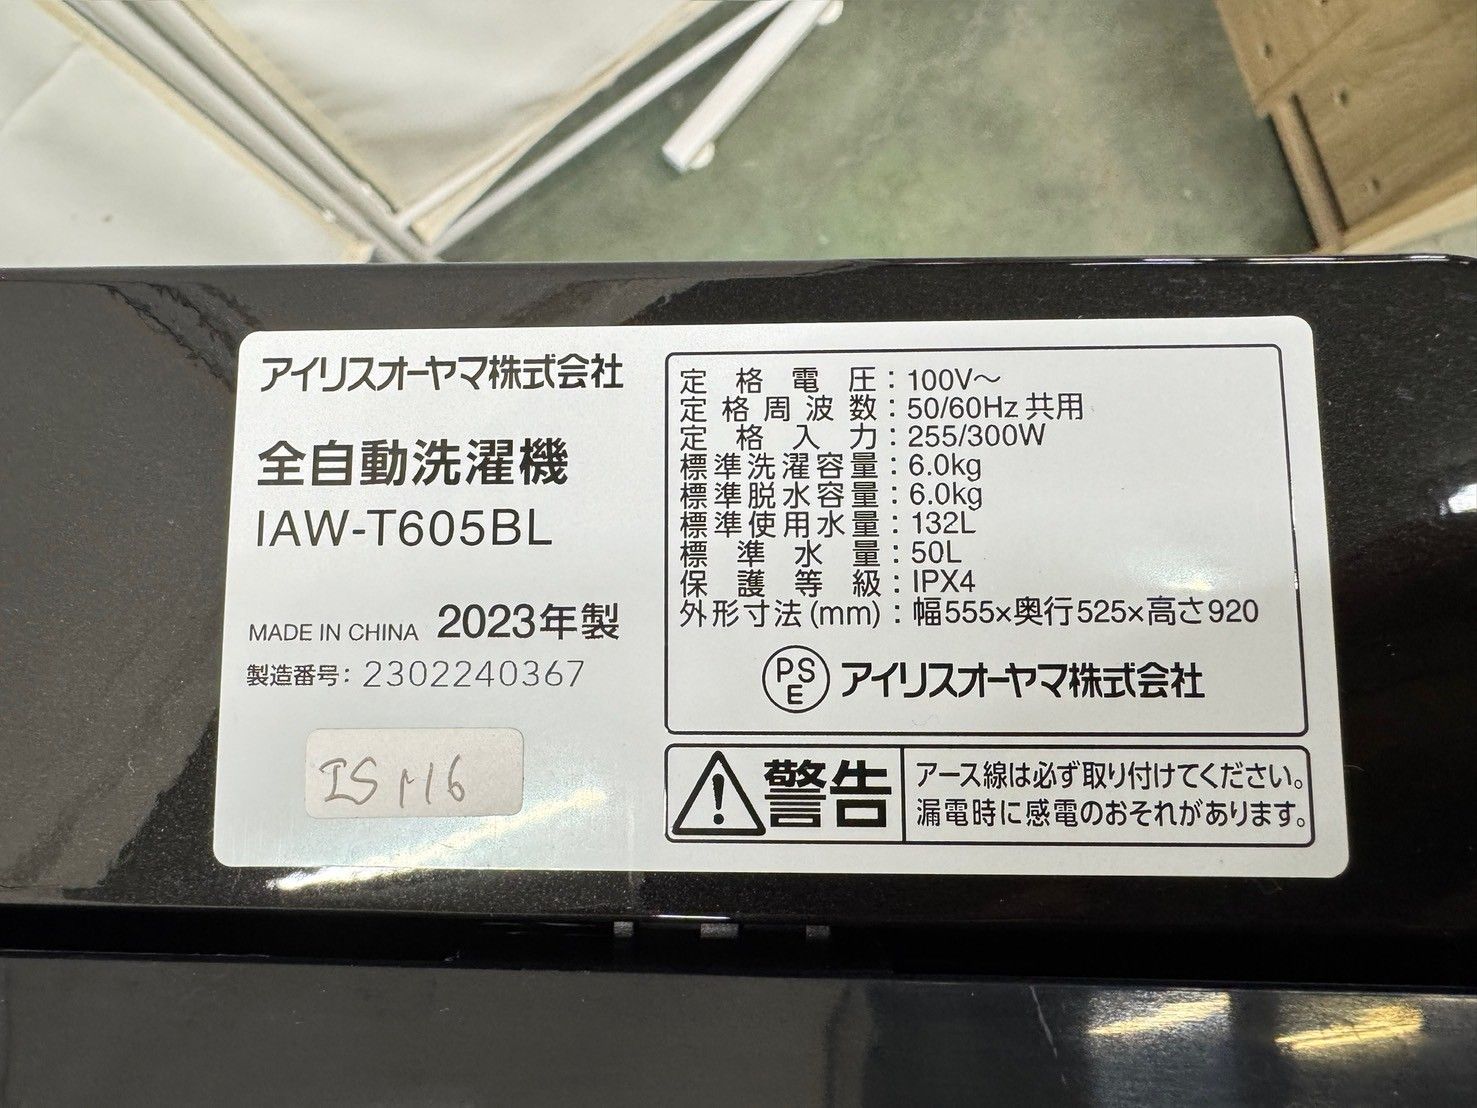 アイリスオーヤマ株式会社
全自動洗濯機
IAW-T605BL
MADE IN CHINA 2023年製
製造番号: 2302240367
定格電圧:100V～
定格周波数:50/60Hz 共用
定格入力:255/300W
標準洗濯容量:6.0kg
標準脱水容量:6.0kg
標準使用水量:132L
標準水量:50L
保護等級:IPX4
外形寸法(mm):幅555×奥行525×高さ920
PSE アイリスオーヤマ株式会社
警告
アース線は必ず取り付けてください。
漏電時に感電のおそれがあります。